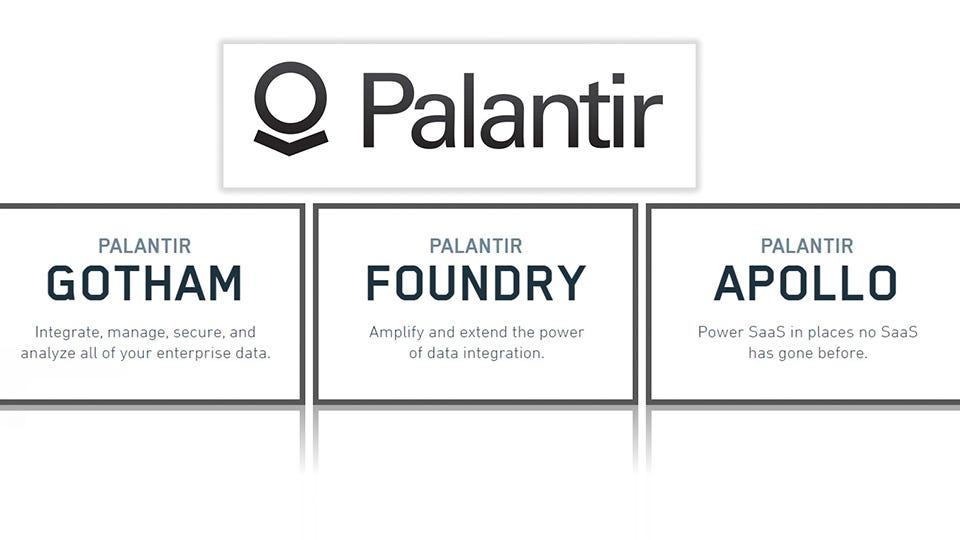 Palantir
PALANTIR
GOTHAM
Integrate, manage, secure, and
analyze all of your enterprise data.
PALANTIR
FOUNDRY
Amplify and extend the power
of data integration.
PALANTIR
APOLLO
Power SaaS in places no SaaS
has gone before.